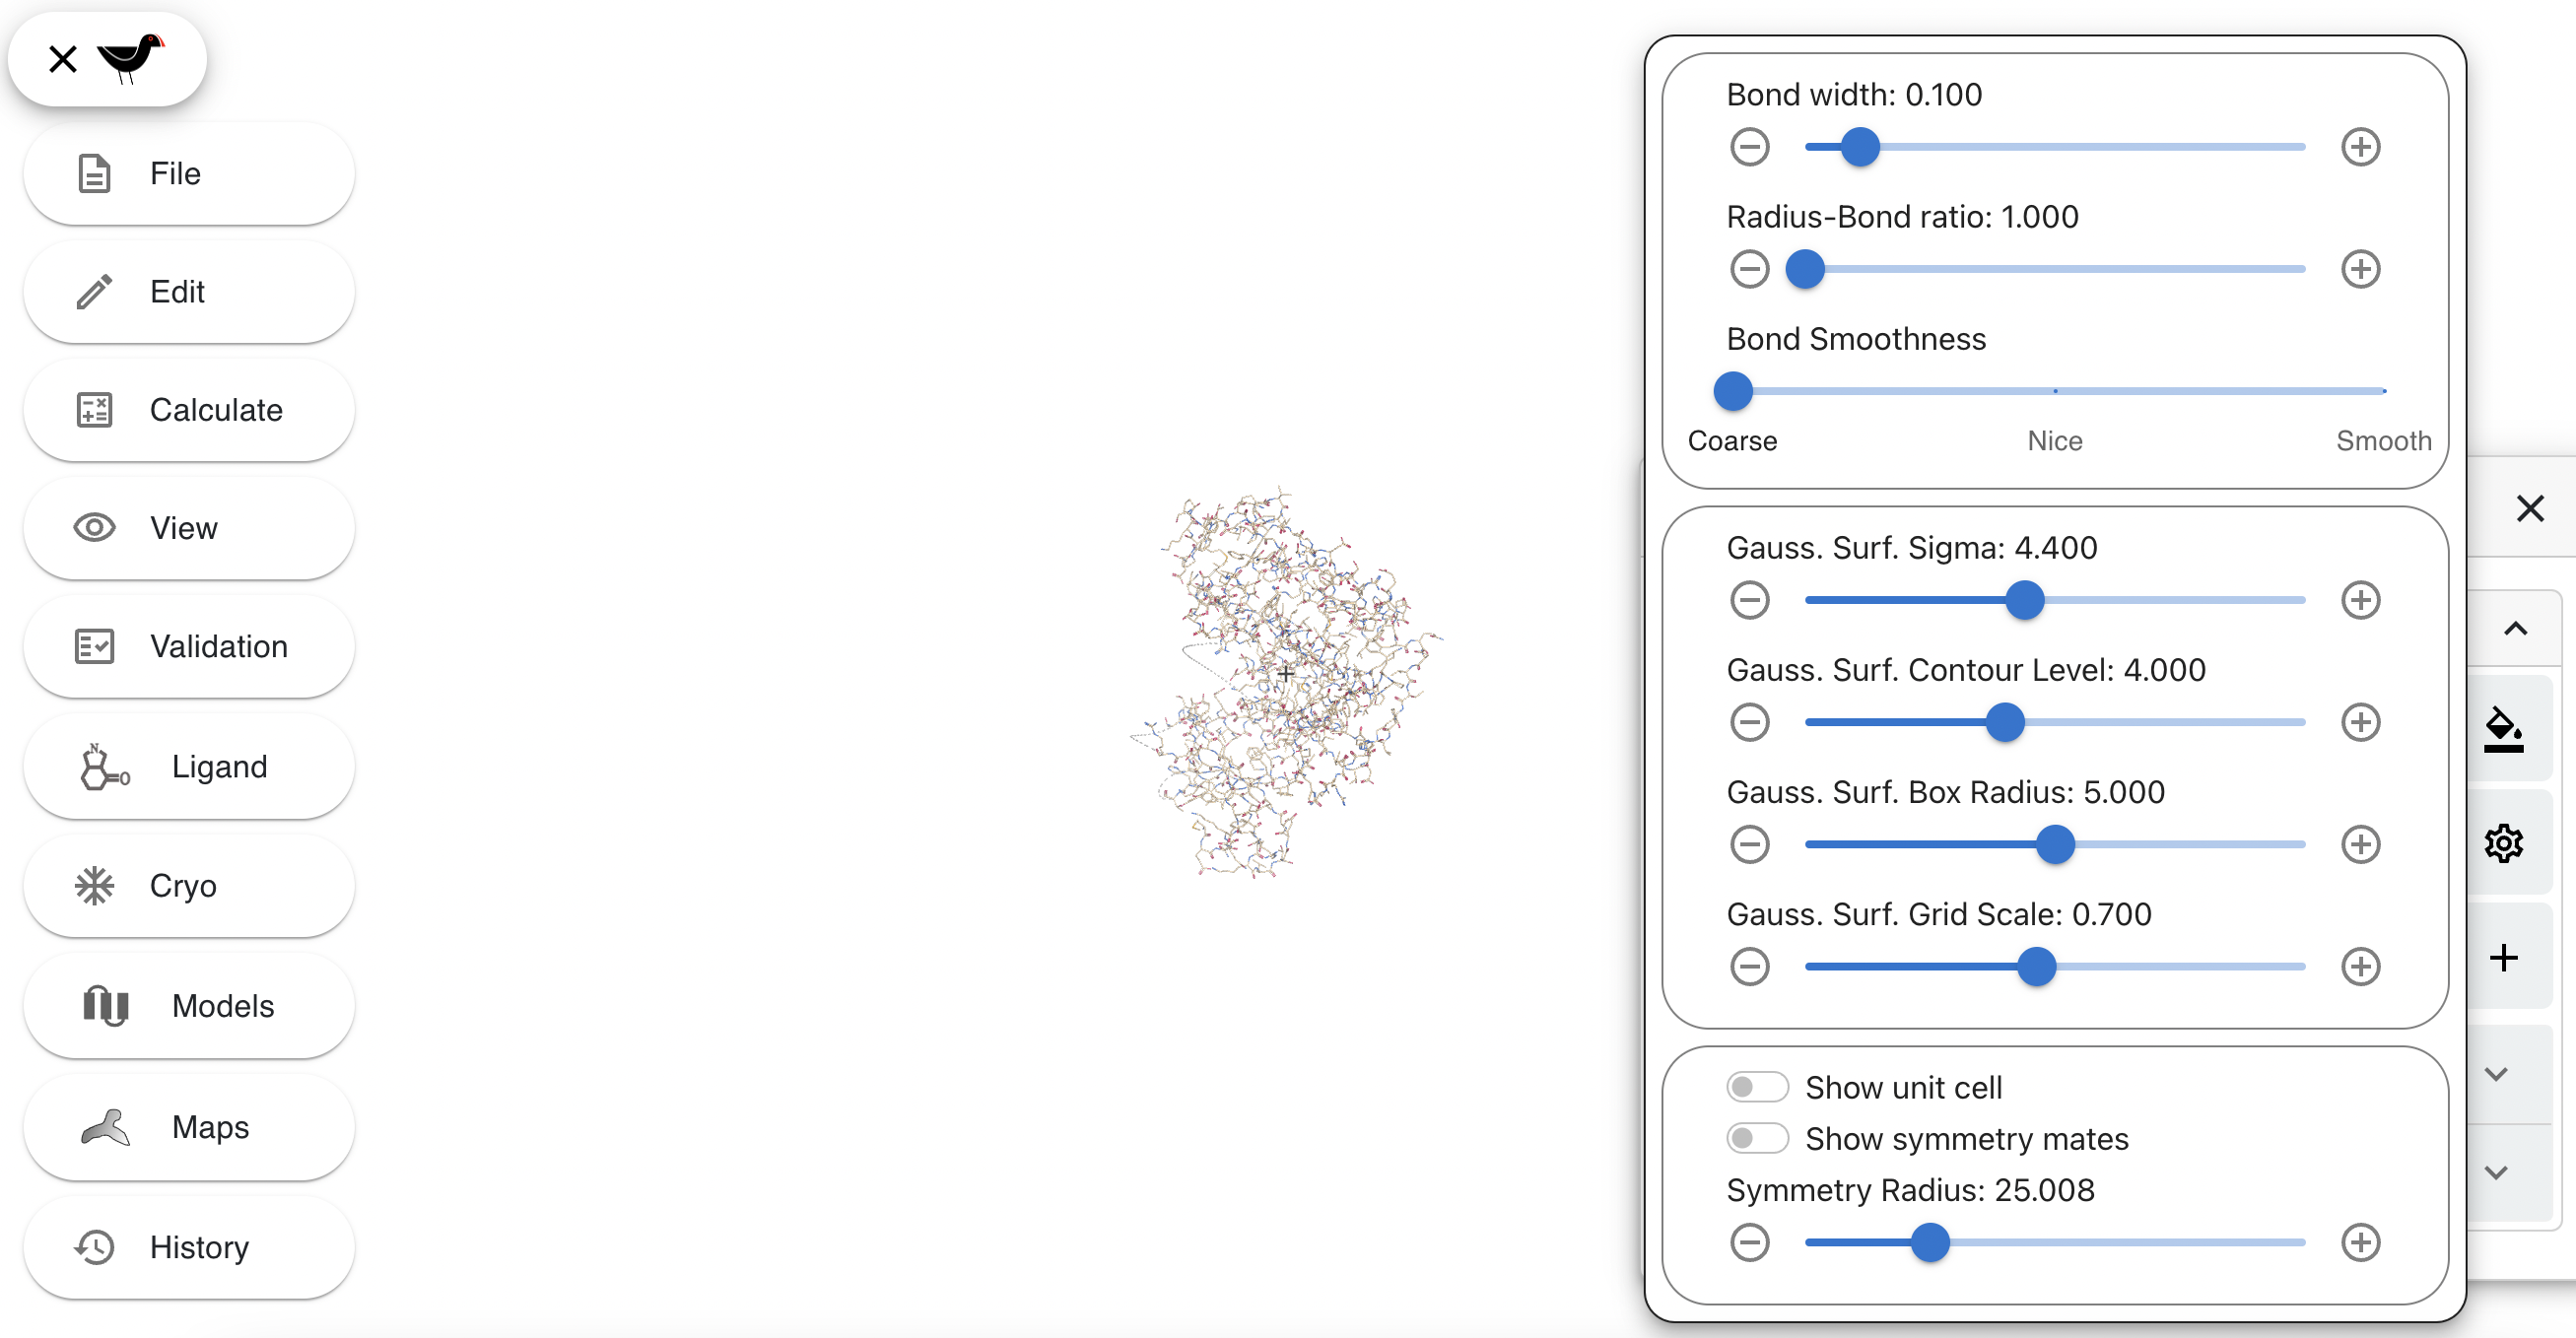 File
Edit
Calculate
View
Validation
Ligand
Cryo
Models
Maps
History
Bond width: 0.100
Radius-Bond ratio: 1.000
Bond Smoothness
Coarse Nice Smooth
Gauss. Surf. Sigma: 4.400
Gauss. Surf. Contour Level: 4.000
Gauss. Surf. Box Radius: 5.000
Gauss. Surf. Grid Scale: 0.700
Show unit cell
Show symmetry mates
Symmetry Radius: 25.008